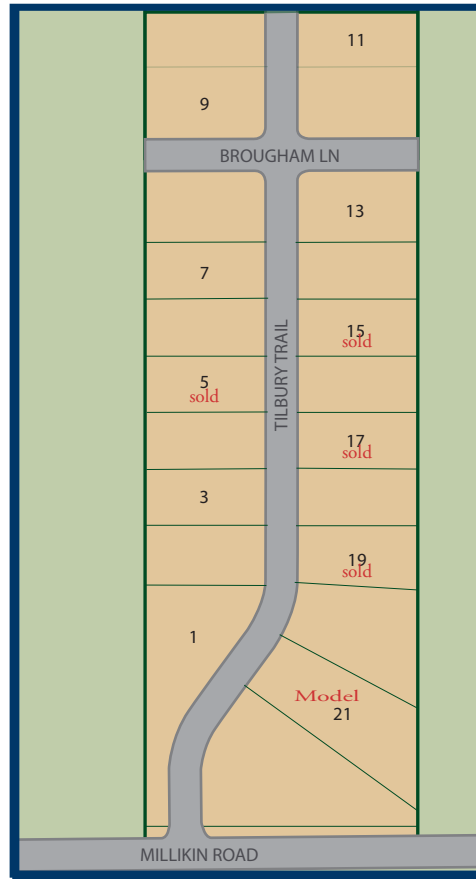 11
9
BROUGHAM LN
13
7
15
sold
TILBURY TRAIL
5
sold
17
sold
3
19
sold
1
Model
21
MILLIKIN ROAD